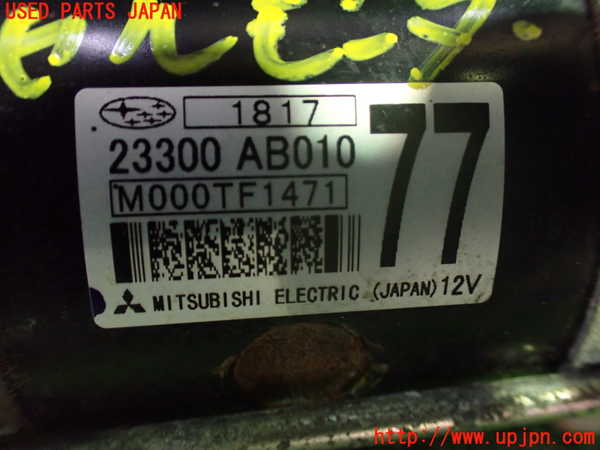 USED PARTS JAPAN
1817
23300 AB010
77
M000TF1471
MITSUBISHI ELECTRIC (JAPAN) 12V
http://www.upjpn.com